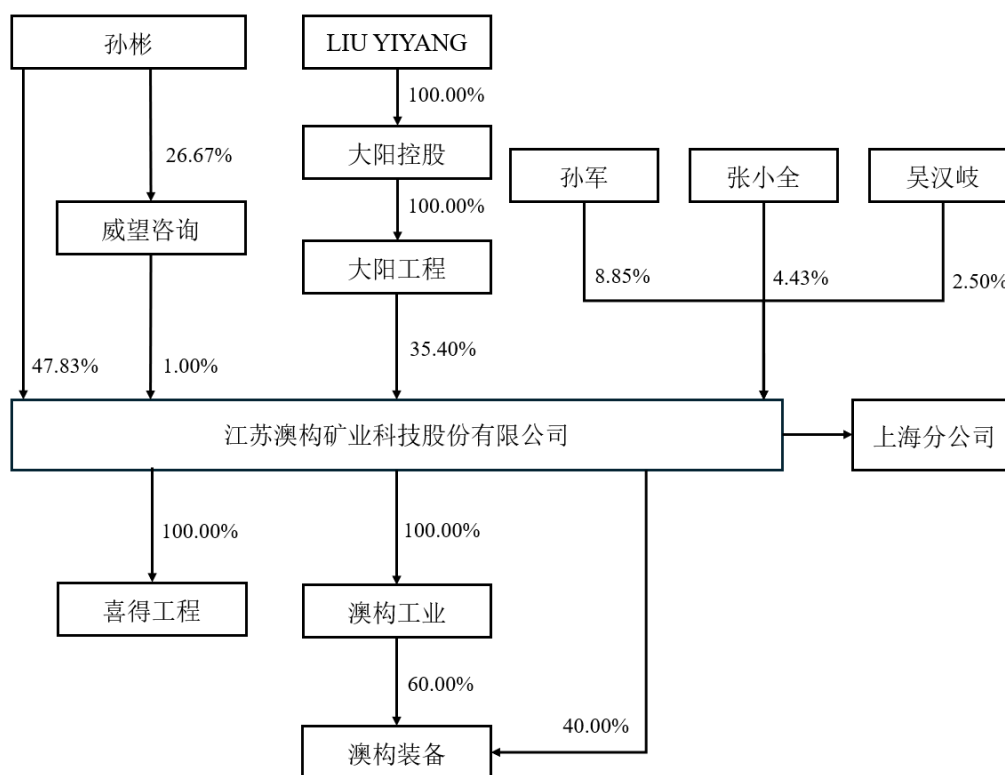 孙彬
LIU YIYANG
100.00%
26.67%
大阳控股
孙军
张小全
吴汉岐
100.00%
威望咨询
大阳工程
8.85%
4.43%
2.50%
47.83%
1.00%
35.40%
江苏澳构矿业科技股份有限公司
上海分公司
100.00%
100.00%
喜得工程
澳构工业
60.00%
40.00%
澳构装备